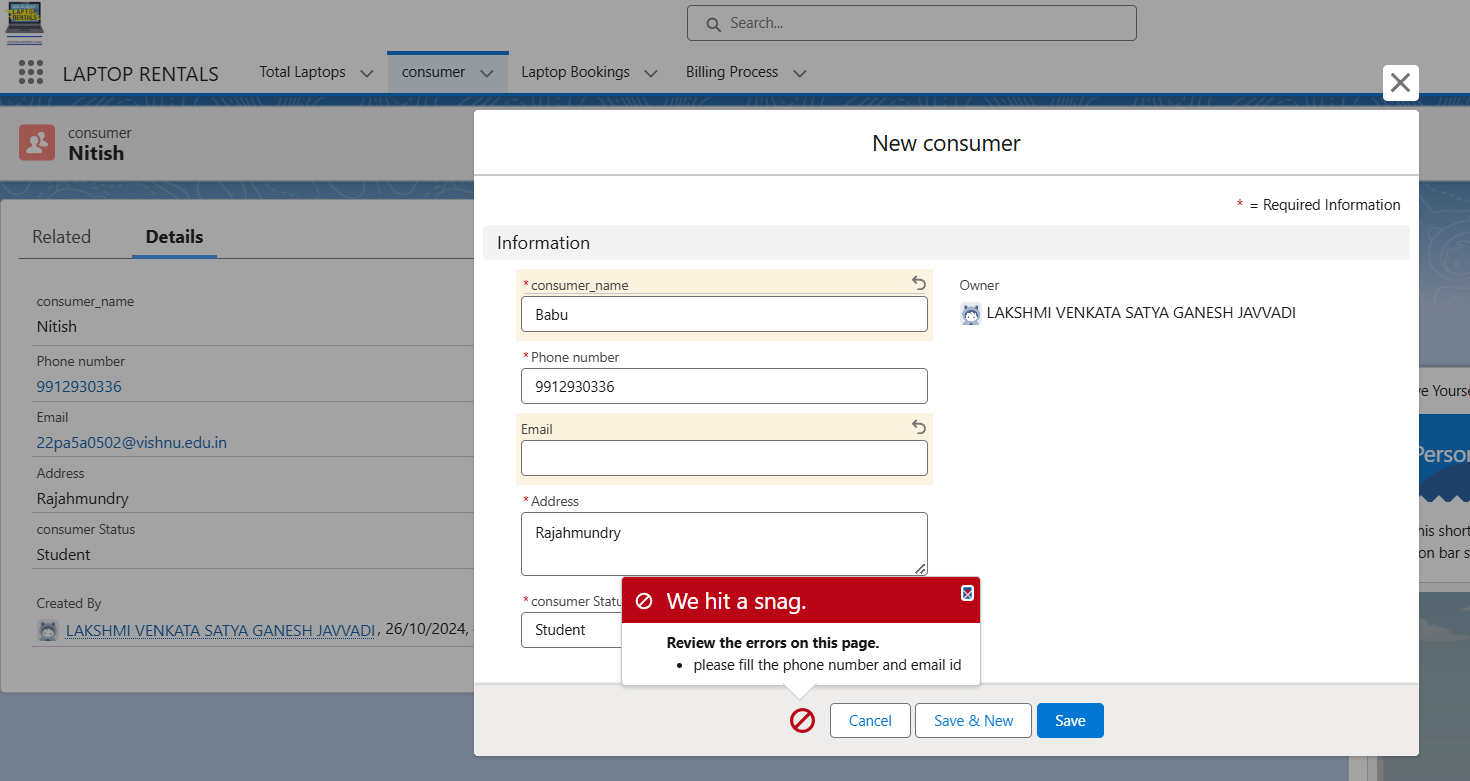 LAPTOP
RENTALS
Search...
LAPTOP RENTALS
Total Laptops
consumer
Laptop Bookings
Billing Process
consumer
Nitish
Related
Details
consumer_name
Nitish
Phone number
9912930336
Email
22pa5a0502@vishnu.edu.in
Address
Rajahmundry
consumer Status
Student
Created By
LAKSHMI VENKATA SATYA GANESH JAVVADI, 26/10/2024,
New consumer
* = Required Information
Information
* consumer_name
Babu
Owner
LAKSHMI VENKATA SATYA GANESH JAVVADI
* Phone number
9912930336
Email
* Address
Rajahmundry
* consumer Statu
Student
We hit a snag.
Review the errors on this page.
• please fill the phone number and email id
Cancel
Save & New
Save
ve Yourse
Person
his short
on bar s